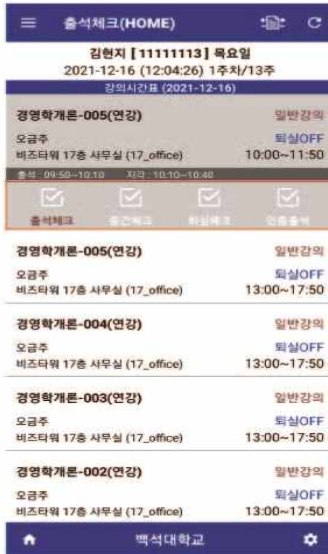 출석체크(HOME)
김현지 [11111113] 목요일
2021-12-16 (12:04:26) 1주차/13주
강의시간표 (2021-12-16)
경영학개론-005(연강) 일반강의
오금주 퇴실OFF
비즈타워 17층 사무실 (17_office) 10:00~11:50
출석 : 09:50~10:10 지각 : 10:10~10:40
출석체크 중간체크 퇴실체크 인증출석
경영학개론-005(연강) 일반강의
오금주 퇴실OFF
비즈타워 17층 사무실 (17_office) 13:00~17:50
경영학개론-004(연강) 일반강의
오금주 퇴실OFF
비즈타워 17층 사무실 (17_office) 13:00~17:50
경영학개론-003(연강) 일반강의
오금주 퇴실OFF
비즈타워 17층 사무실 (17_office) 13:00~17:50
경영학개론-002(연강) 일반강의
오금주 퇴실OFF
비즈타워 17층 사무실 (17_office) 13:00~17:50
백석대학교